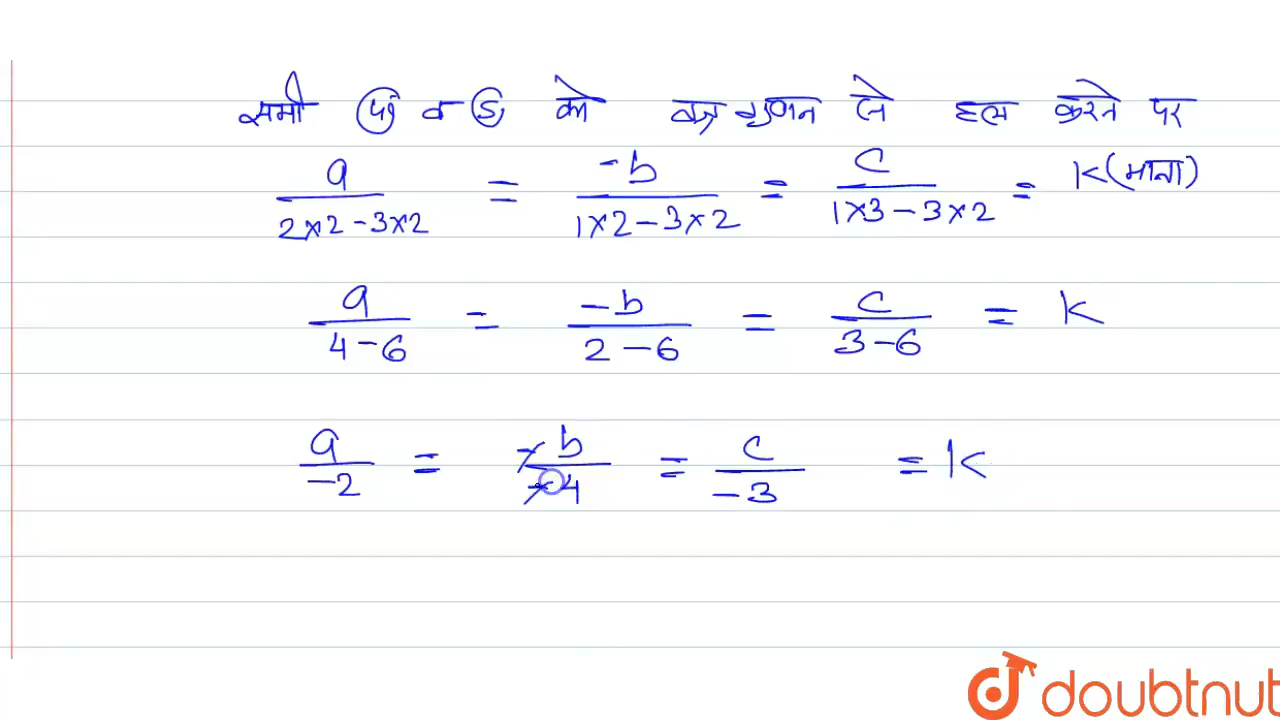 समी (4) व (5) को वज्र गुणन से हल करने पर
a/(2×2-3×2) = -b/(1×2-3×2) = c/(1×3-3×2) = K(माना)
a/(4-6) = -b/(2-6) = c/(3-6) = K
a/-2 = -b/-4 = c/-3 = K
doubtnut